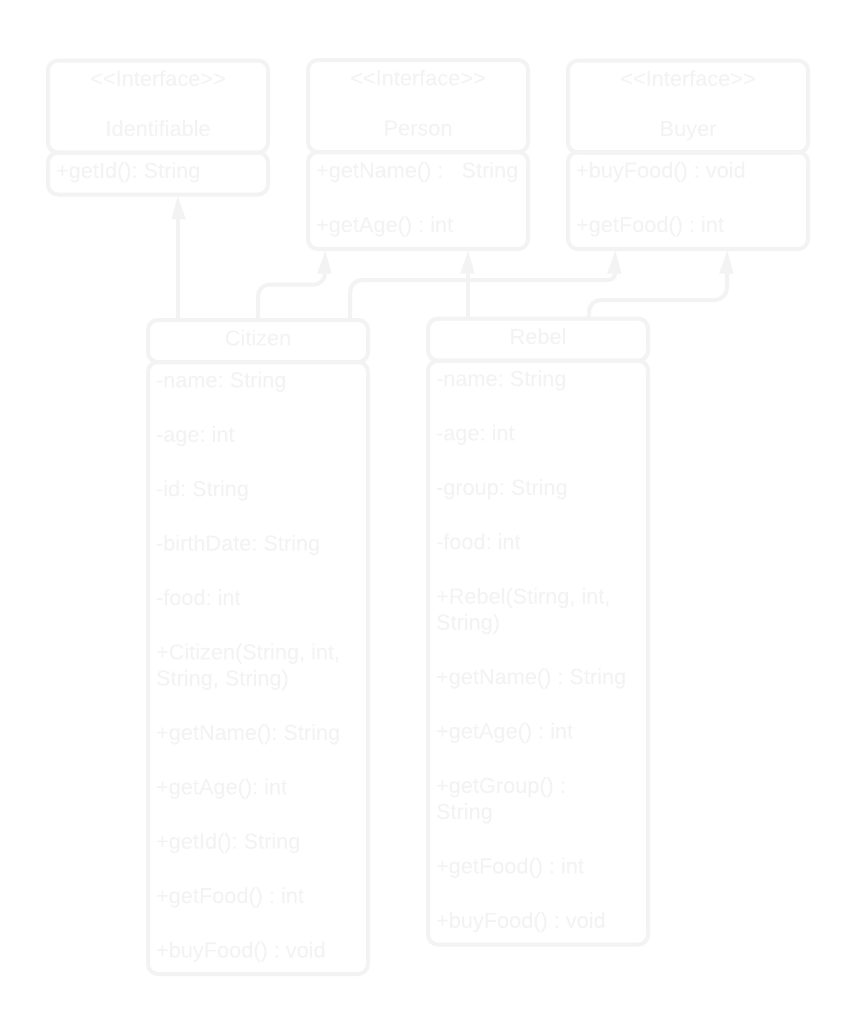 <<Interface>>
Identifiable
+getId(): String
<<Interface>>
Person
+getName() : String
+getAge() : int
<<Interface>>
Buyer
+buyFood() : void
+getFood() : int
Citizen
-name: String
-age: int
-id: String
-birthDate: String
-food: int
+Citizen(String, int,
String, String)
+getName(): String
+getAge(): int
+getId(): String
+getFood() : int
+buyFood() : void
Rebel
-name: String
-age: int
-group: String
-food: int
+Rebel(Stirng, int,
String)
+getName() : String
+getAge() : int
+getGroup() :
String
+getFood() : int
+buyFood() : void